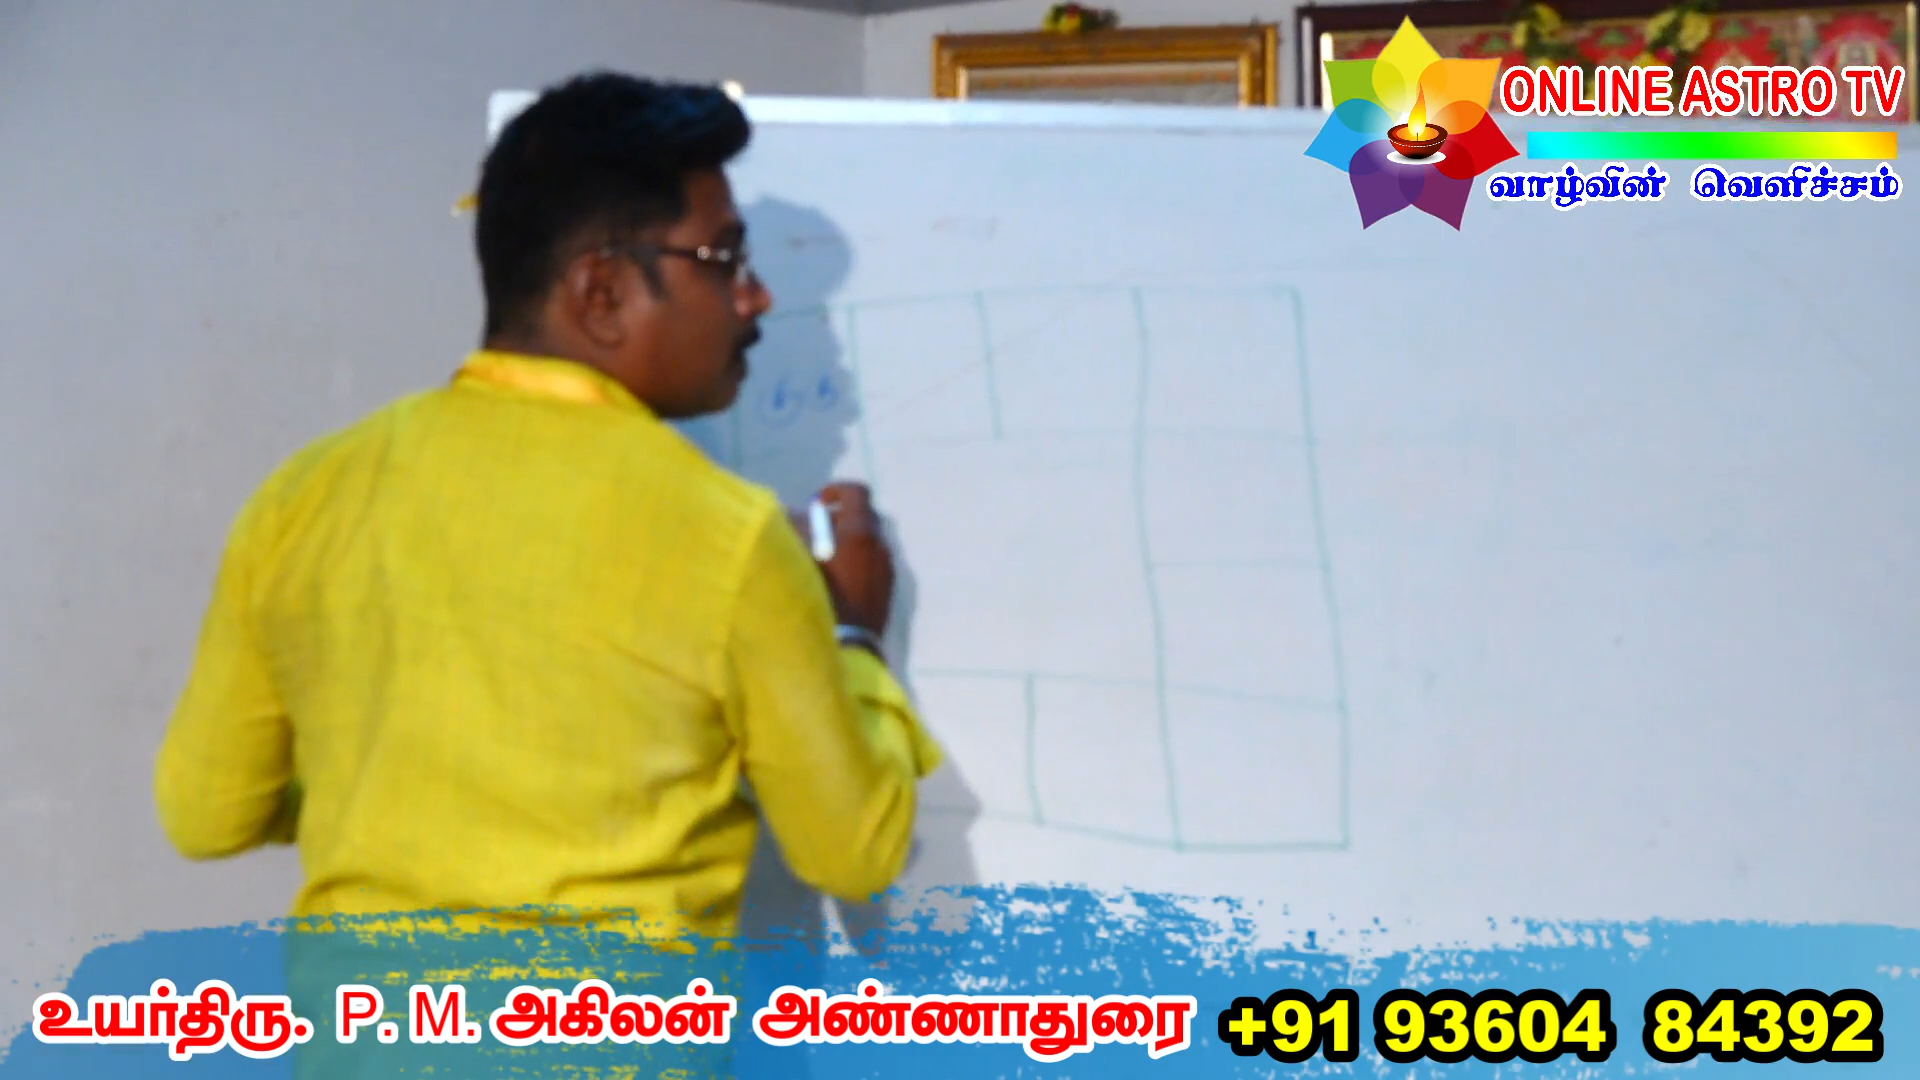 ONLINE ASTRO TV
வாழ்வின் வெளிச்சம்
உயர்திரு. P. M. அகிலன் அண்ணாதுரை +91 93604 84392